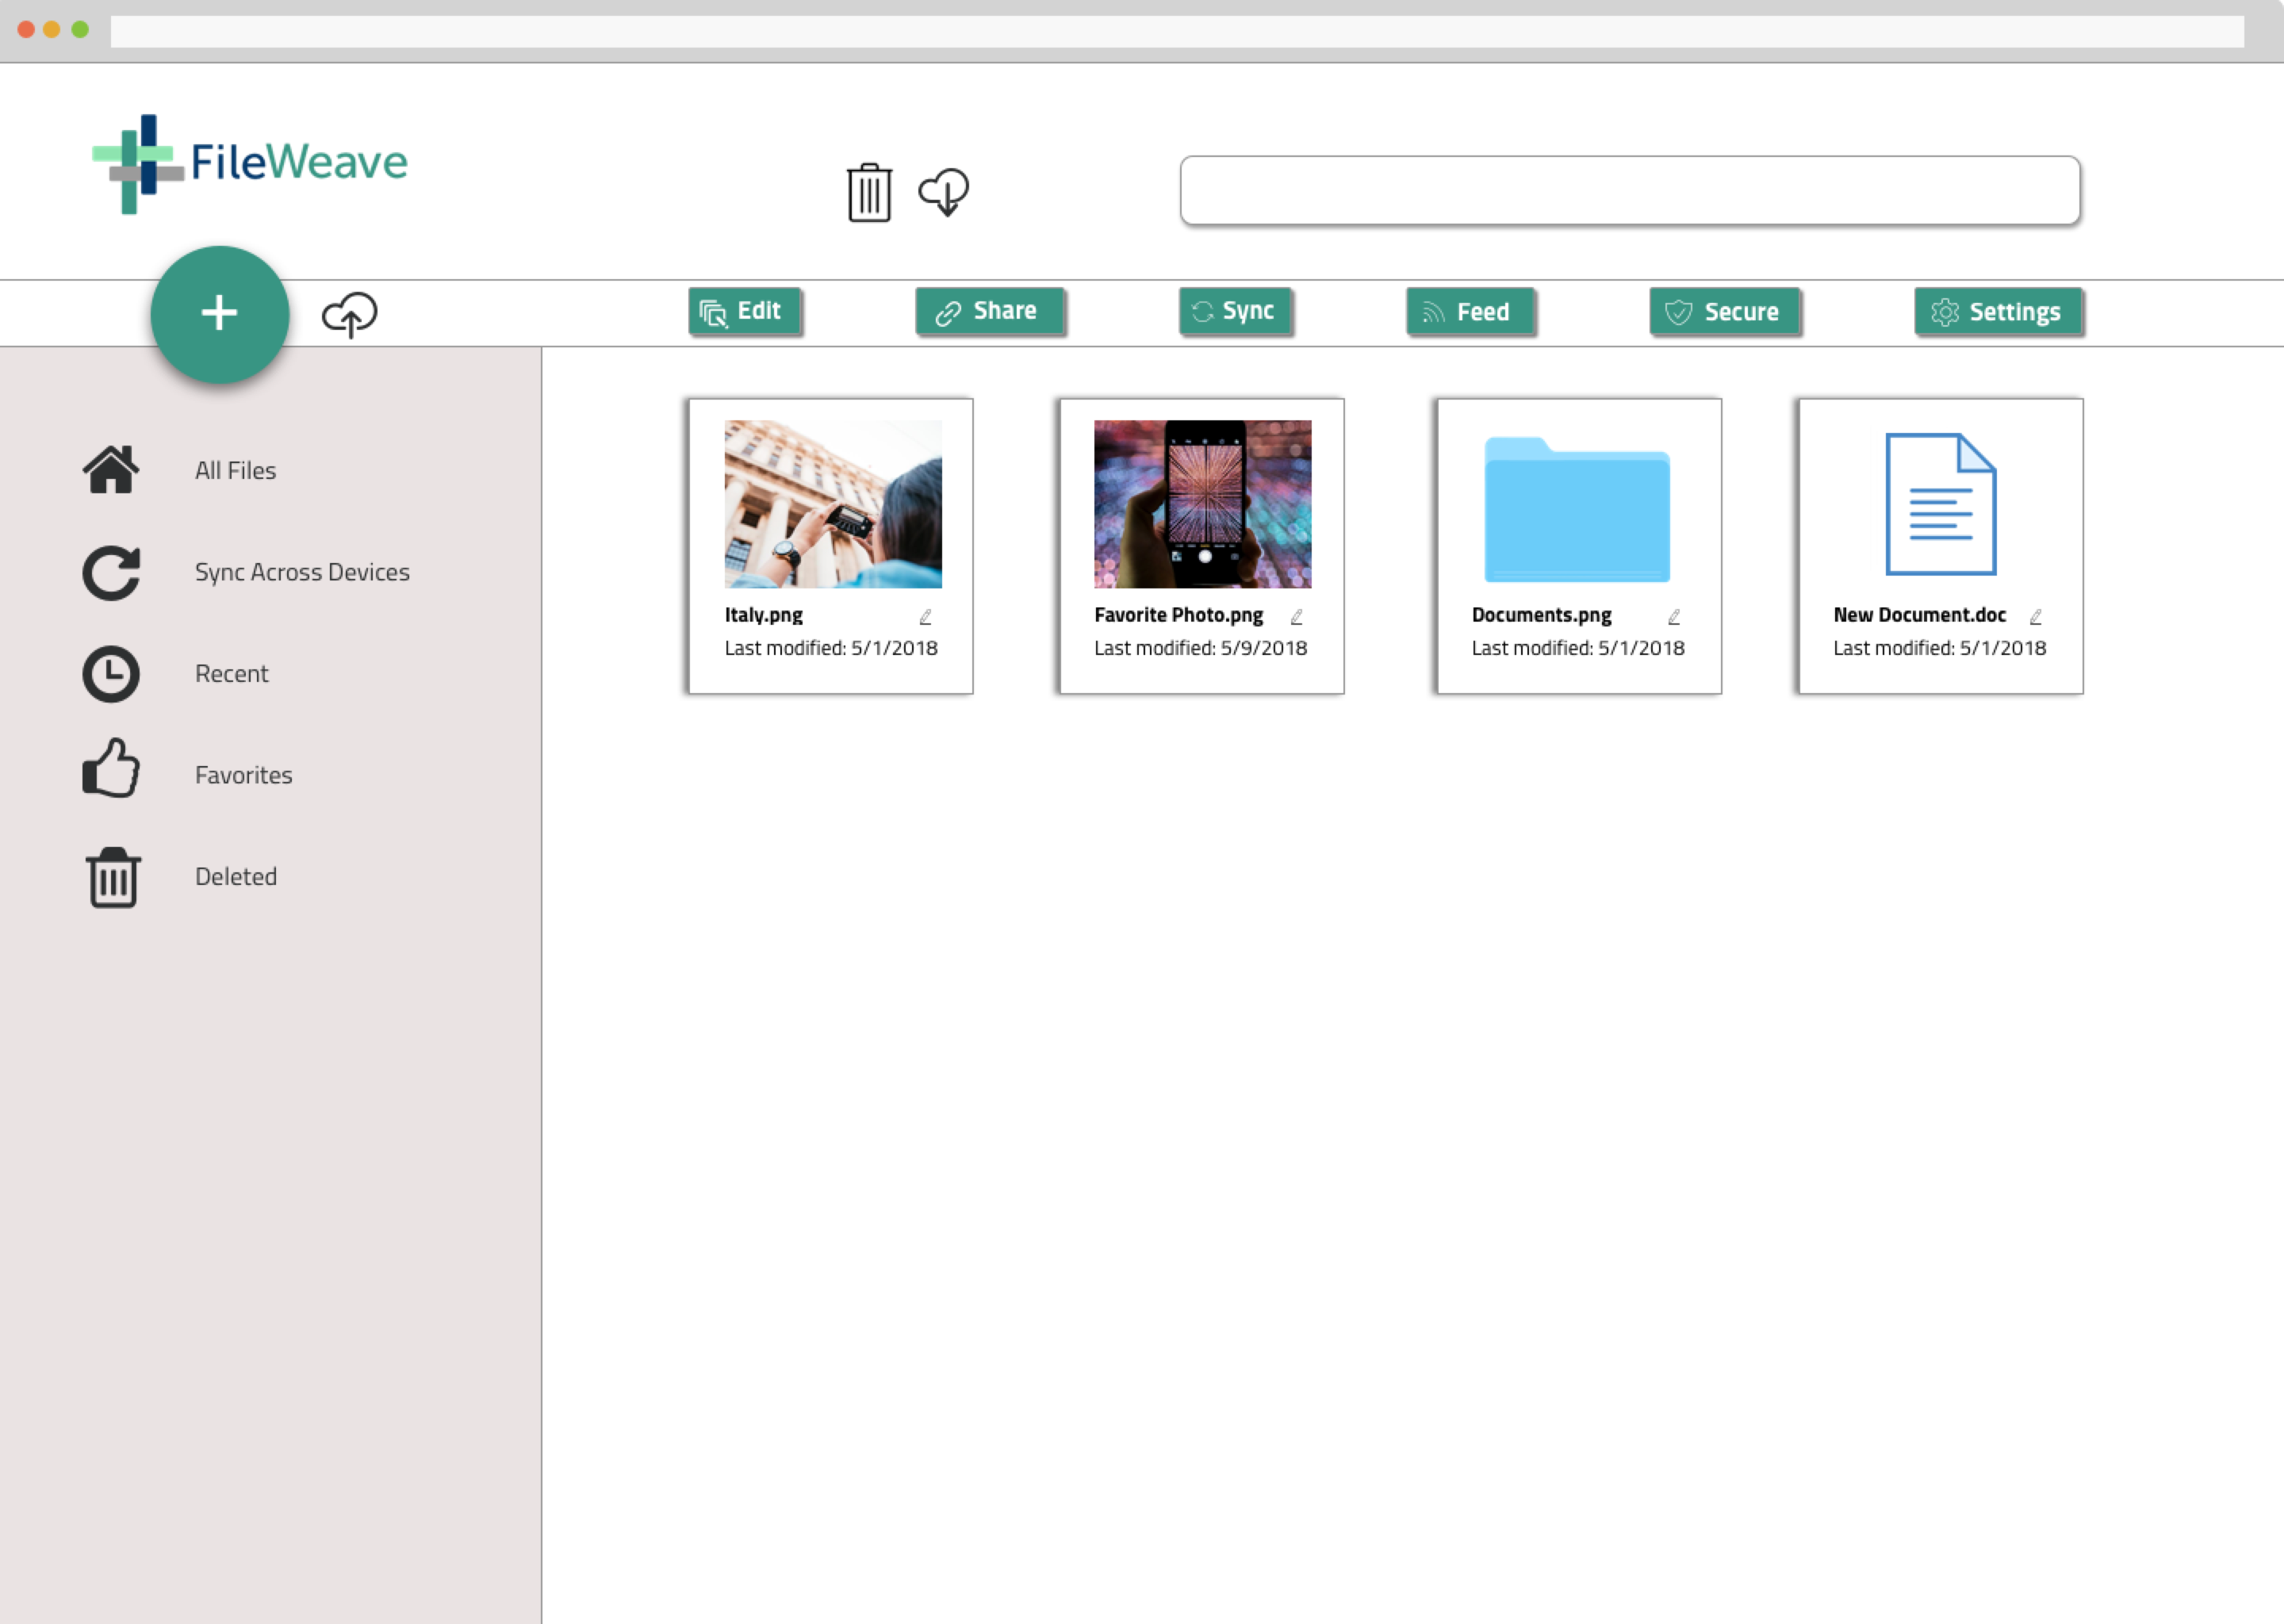 FileWeave
Edit
Share
Sync
Feed
Secure
Settings
All Files
Sync Across Devices
Recent
Favorites
Deleted
Italy.png
Last modified: 5/1/2018
Favorite Photo.png
Last modified: 5/9/2018
Documents.png
Last modified: 5/1/2018
New Document.doc
Last modified: 5/1/2018